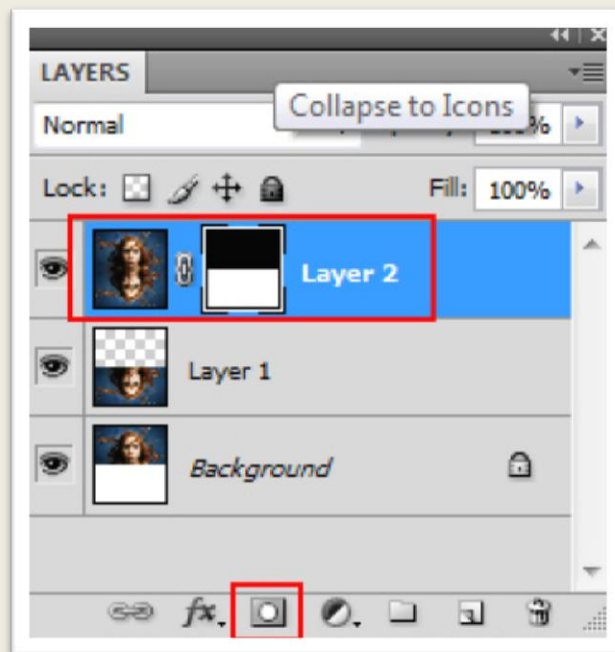 LAYERS
Collapse to Icons
Normal
%
Lock:
Fill: 100%
Layer 2
Layer 1
Background
fx.